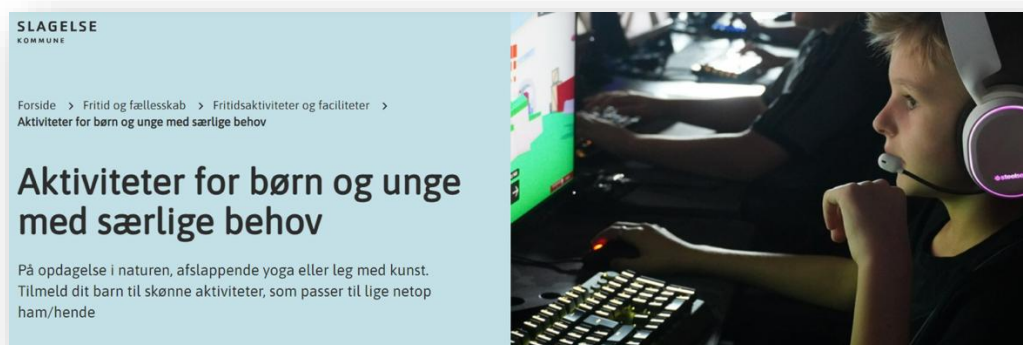 SLAGELSE
KOMMUNE
Forside > Fritid og fællesskab > Fritidsaktiviteter og faciliteter >
Aktiviteter for børn og unge med særlige behov
Aktiviteter for børn og unge
med særlige behov
På opdagelse i naturen, afslappende yoga eller leg med kunst.
Tilmeld dit barn til skønne aktiviteter, som passer til lige netop
ham/hende